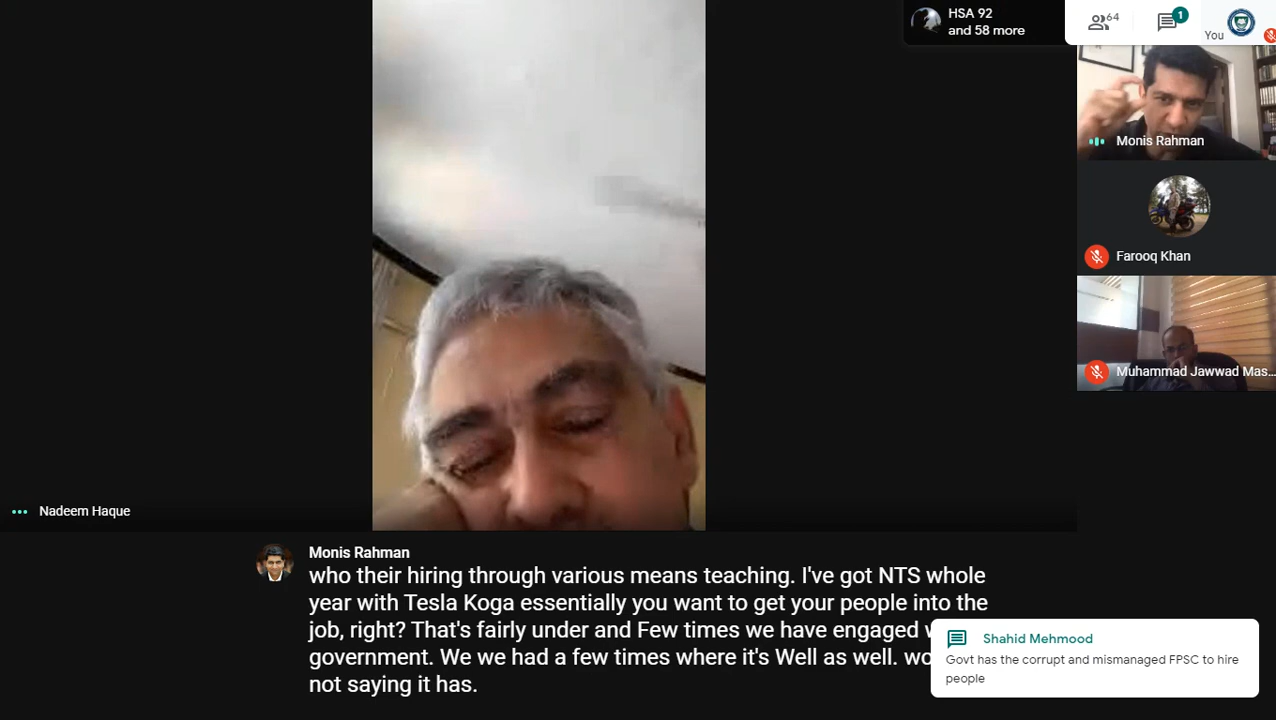 HSA 92
and 58 more
64
1
You
Monis Rahman
Farooq Khan
Muhammad Jawwad Mas...
Nadeem Haque
Monis Rahman
who their hiring through various means teaching. I've got NTS whole
year with Tesla Koga essentially you want to get your people into the
job, right? That's fairly under and Few times we have engaged
government. We we had a few times where it's Well as well.
not saying it has.
Shahid Mehmood
Govt has the corrupt and mismanaged FPSC to hire
people